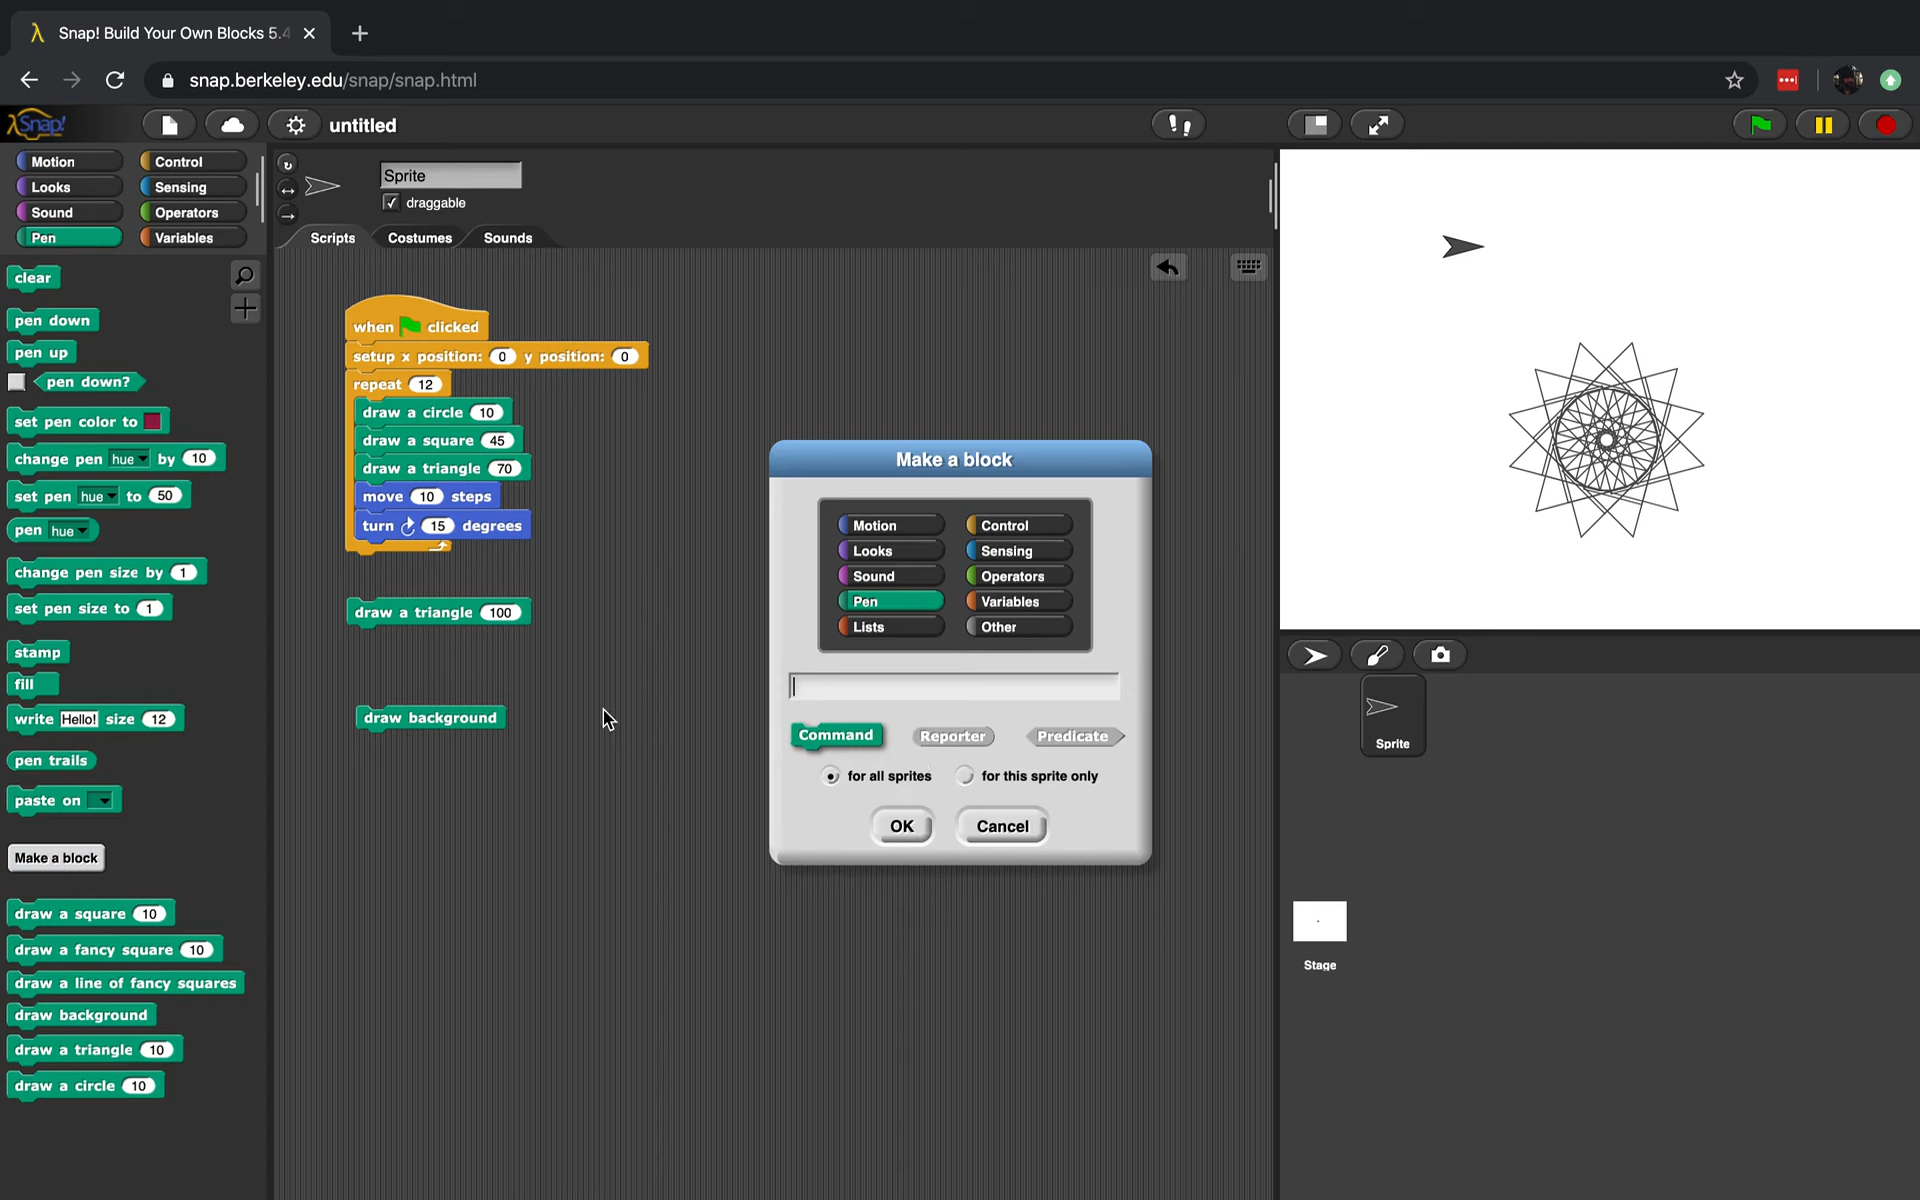 Snap! Build Your Own Blocks 5.4
snap.berkeley.edu/snap/snap.html
Snap!
untitled
Motion
Control
Looks
Sensing
Sound
Operators
Pen
Variables
Sprite
draggable
Scripts
Costumes
Sounds
clear
pen down
pen up
pen down?
set pen color to
change pen hue by 10
set pen hue to 50
pen hue
change pen size by 1
set pen size to 1
stamp
fill
write Hello! size 12
pen trails
paste on
Make a block
draw a square 10
draw a fancy square 10
draw a line of fancy squares
draw background
draw a triangle 10
draw a circle 10
when clicked
setup x position: 0 y position: 0
repeat 12
draw a circle 10
draw a square 45
draw a triangle 70
move 10 steps
turn 15 degrees
draw a triangle 100
draw background
Make a block
Motion
Control
Looks
Sensing
Sound
Operators
Pen
Variables
Lists
Other
Command
Reporter
Predicate
for all sprites
for this sprite only
OK
Cancel
Sprite
Stage